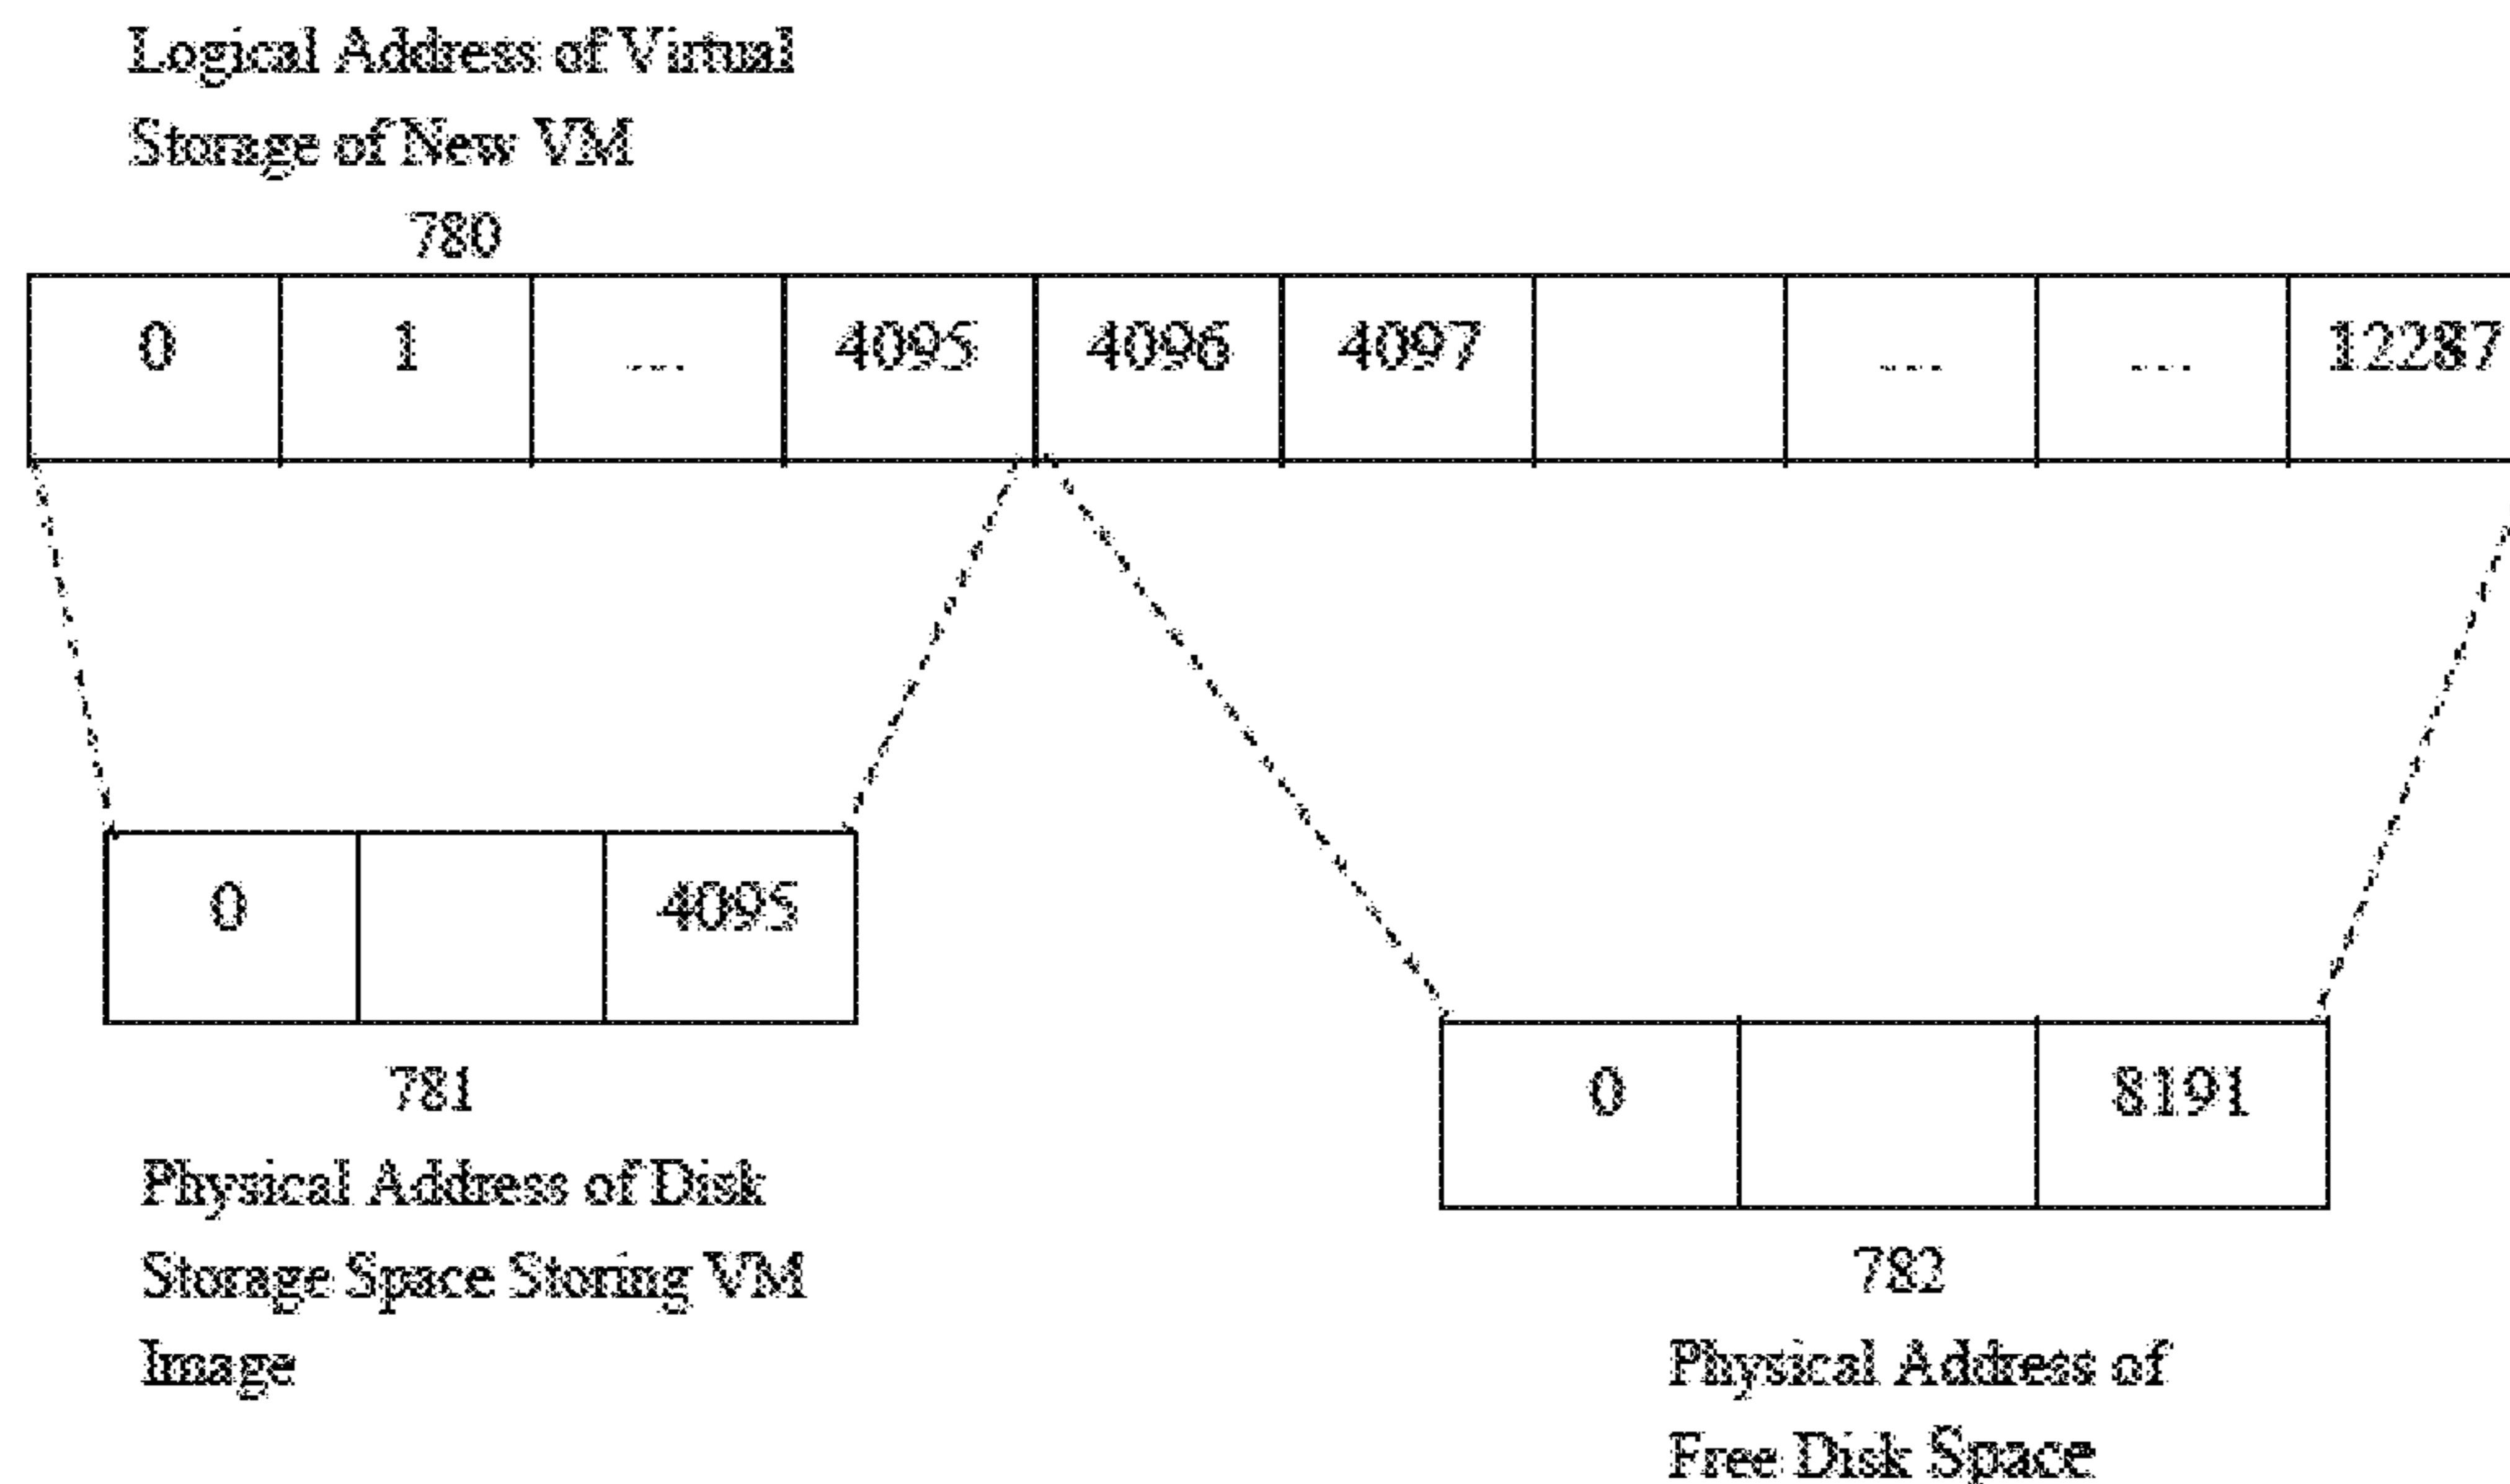 Logical Address of Virtual
Storage of New VM
780
0 1 ... 4095 4096 4097 ... ... 12287
0 4095
781
Physical Address of Disk
Storage Space Storing VM
Image
0 8191
782
Physical Address of
Free Disk Space